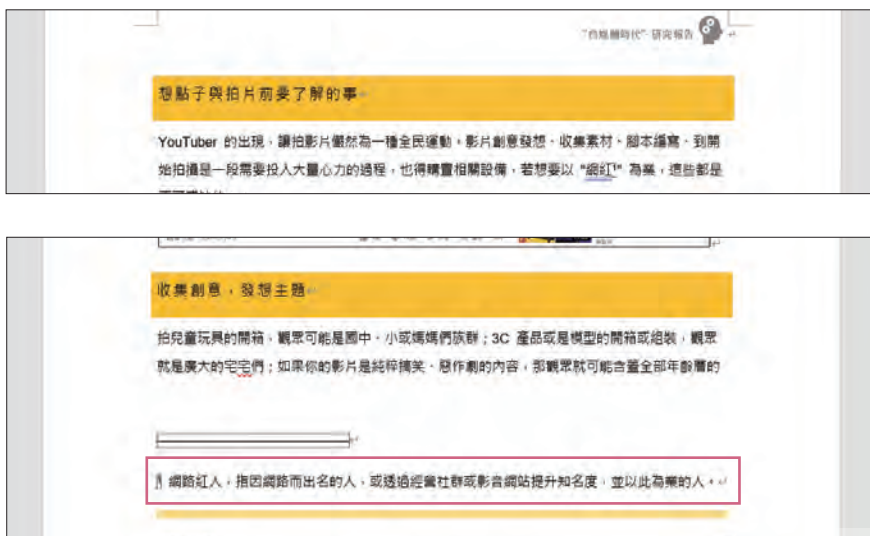 "自媒體時代" 研究報告
想點子與拍片前要了解的事
YouTuber 的出現，讓拍影片儼然為一種全民運動，影片創意發想、收集素材、腳本編寫、到開
始拍攝是一段需要投入大量心力的過程，也得購置相關設備，若想要以 "網紅1" 為業，這些都是
收集創意，發想主題
拍兒童玩具的開箱，觀眾可能是國中、小或媽媽們族群；3C 產品或是模型的開箱或組裝，觀眾
就是廣大的宅宅們；如果你的影片是純粹搞笑、惡作劇的內容，那觀眾就可能含蓋全部年齡層的
1 網路紅人，指因網路而出名的人，或透過經營社群或影音網站提升知名度，並以此為業的人。